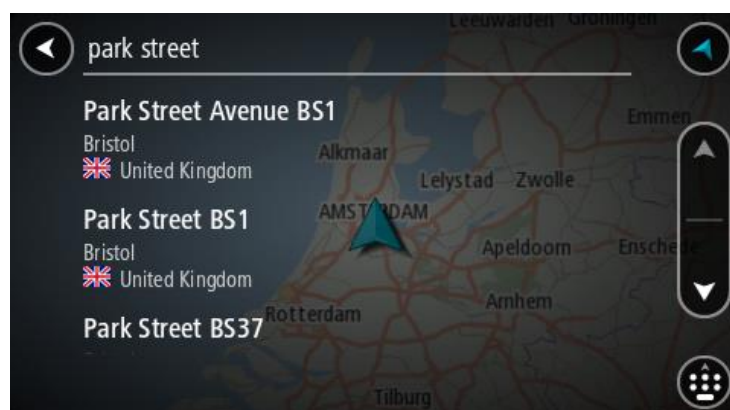 Leeuwarden Groningen
park street
Park Street Avenue BS1
Bristol
United Kingdom
Park Street BS1
Bristol
United Kingdom
Park Street BS37
Emmen
Alkmaar
Lelystad
Zwolle
Apeldoorn
Enschede
Arnhem
Rotterdam
Tilburg